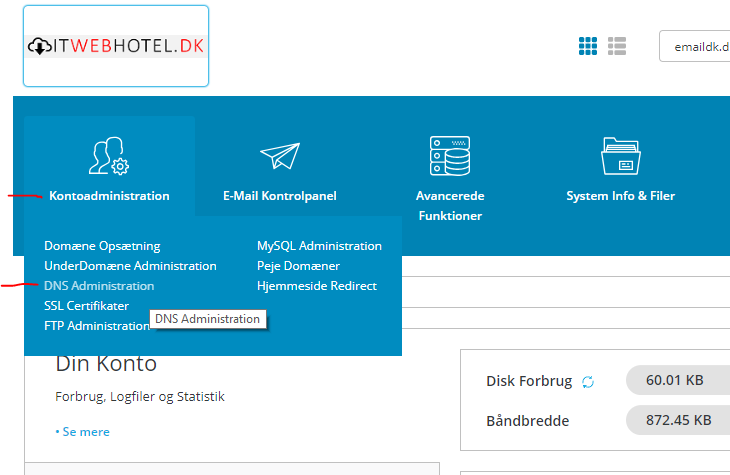 ITWEBHOTEL.DK
emaildk.d
Kontoadministration
E-Mail Kontrolpanel
Avancerede
Funktioner
System Info & Filer
Domæne Opsætning
UnderDomæne Administration
DNS Administration
SSL Certifikater
FTP Administration
MySQL Administration
Peje Domæner
Hjemmeside Redirect
DNS Administration
Din Konto
Forbrug, Logfiler og Statistik
• Se mere
Disk Forbrug 60.01 KB
Båndbredde 872.45 KB